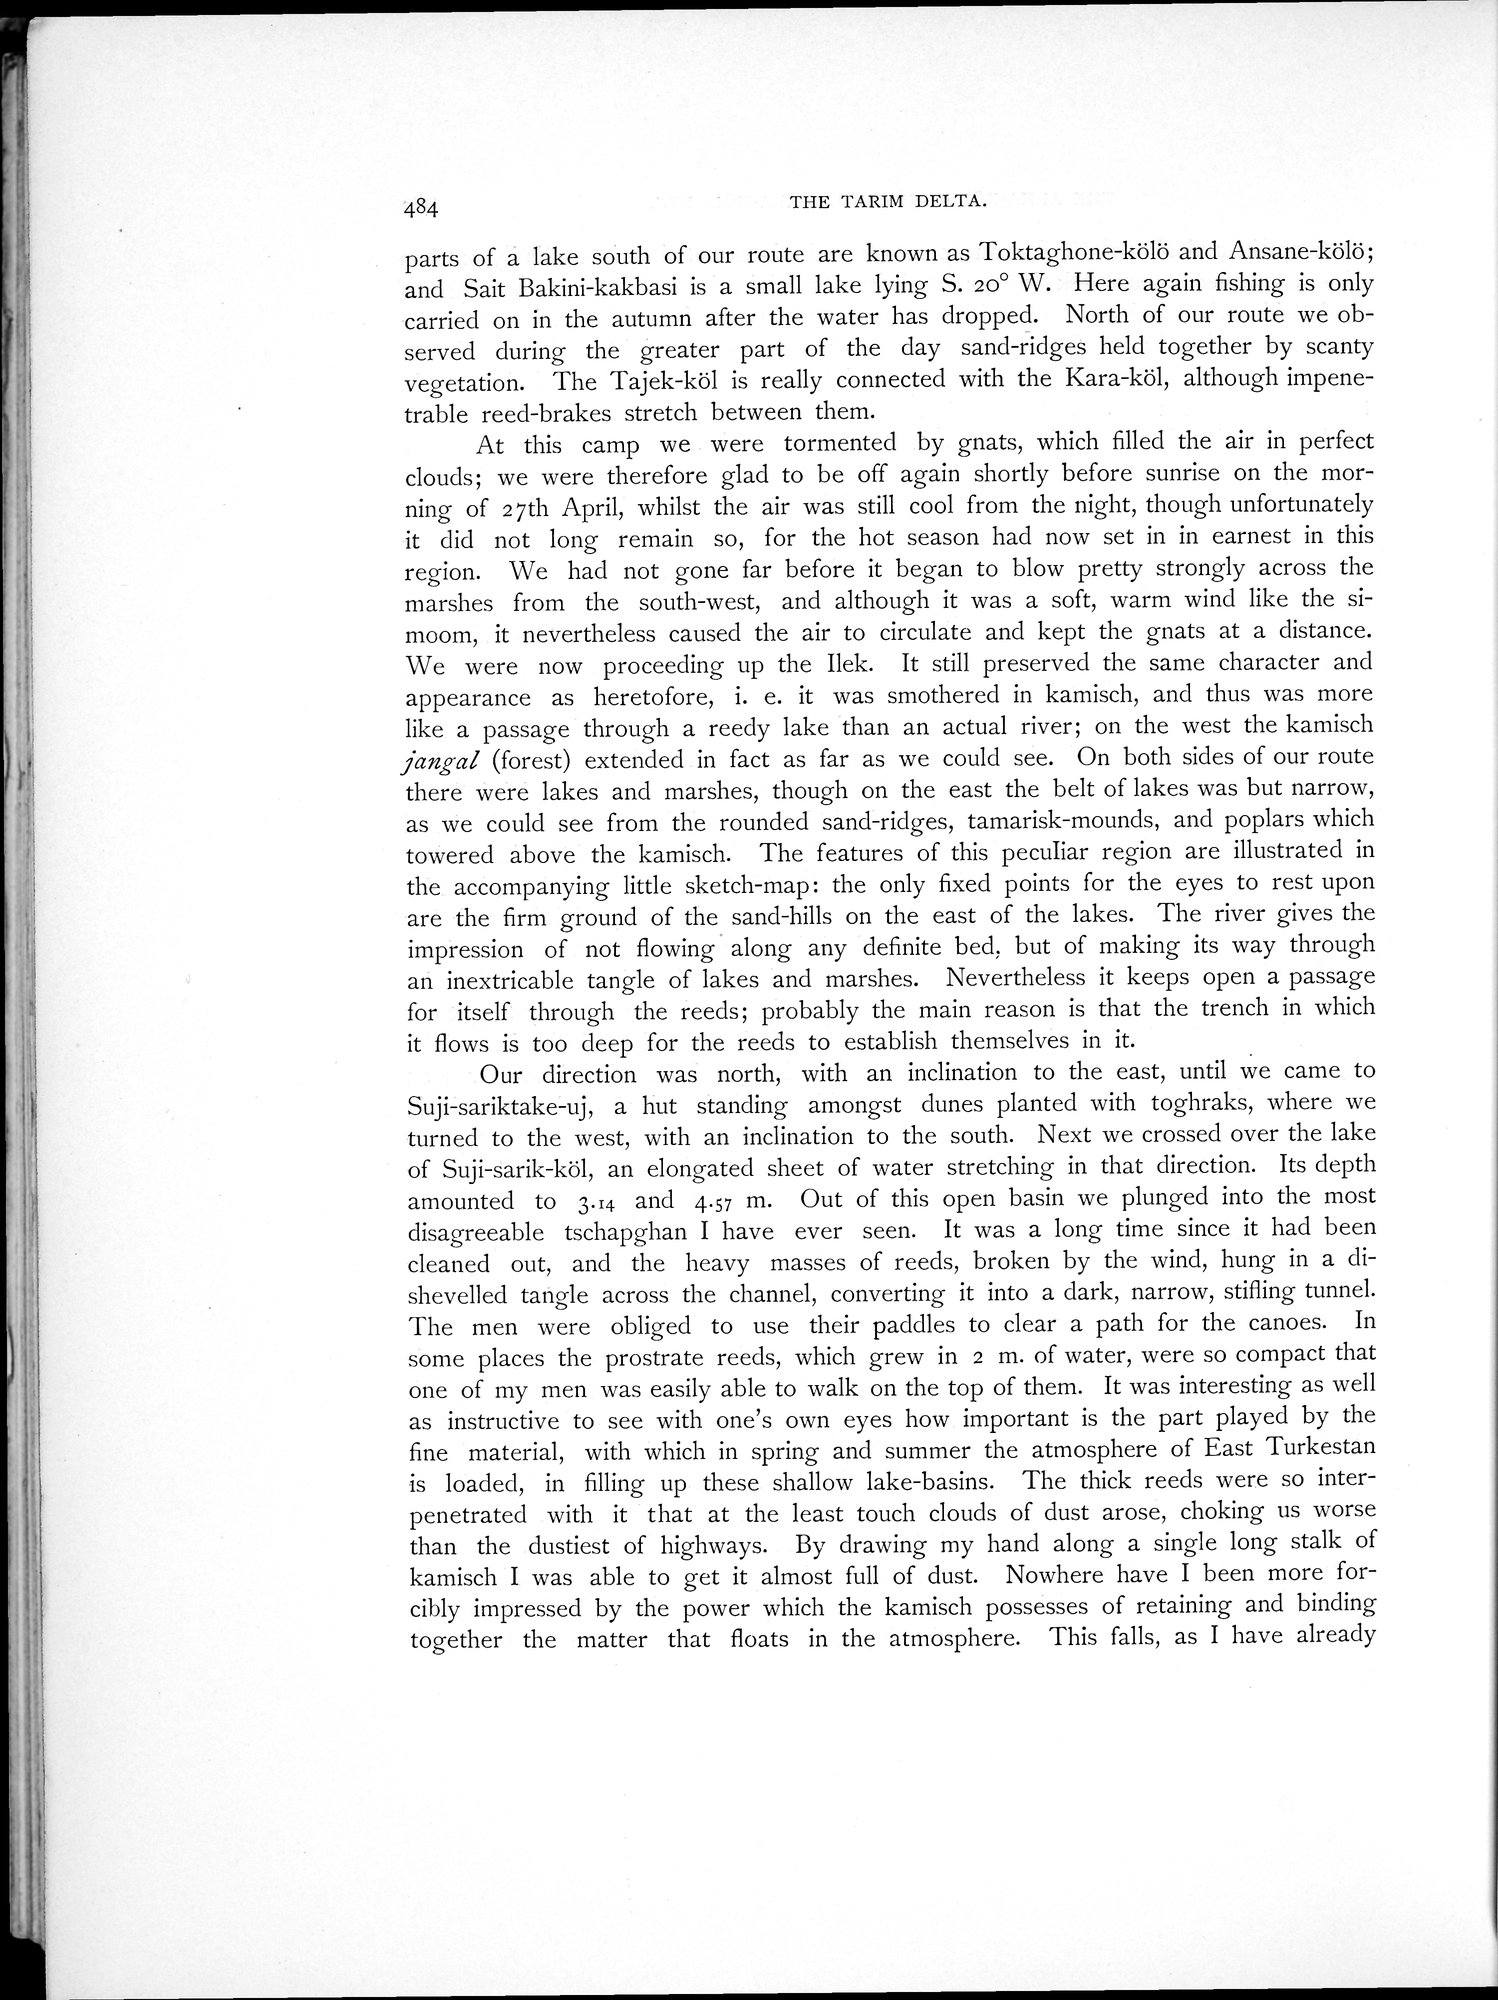 484
THE TARIM DELTA.
parts of a lake south of our route are known as Toktaghone-kölö and Ansane-kölö;
and Sait Bakini-kakbasi is a small lake lying S. 20° W. Here again fishing is only
carried on in the autumn after the water has dropped. North of our route we ob-
served during the greater part of the day sand-ridges held together by scanty
vegetation. The Tajek-köl is really connected with the Kara-köl, although impene-
trable reed-brakes stretch between them.
At this camp we were tormented by gnats, which filled the air in perfect
clouds; we were therefore glad to be off again shortly before sunrise on the mor-
ning of 27th April, whilst the air was still cool from the night, though unfortunately
it did not long remain so, for the hot season had now set in in earnest in this
region. We had not gone far before it began to blow pretty strongly across the
marshes from the south-west, and although it was a soft, warm wind like the si-
moom, it nevertheless caused the air to circulate and kept the gnats at a distance.
We were now proceeding up the Ilek. It still preserved the same character and
appearance as heretofore, i. e. it was smothered in kamisch, and thus was more
like a passage through a reedy lake than an actual river; on the west the kamisch
jangal (forest) extended in fact as far as we could see. On both sides of our route
there were lakes and marshes, though on the east the belt of lakes was but narrow,
as we could see from the rounded sand-ridges, tamarisk-mounds, and poplars which
towered above the kamisch. The features of this peculiar region are illustrated in
the accompanying little sketch-map: the only fixed points for the eyes to rest upon
are the firm ground of the sand-hills on the east of the lakes. The river gives the
impression of not flowing along any definite bed, but of making its way through
an inextricable tangle of lakes and marshes. Nevertheless it keeps open a passage
for itself through the reeds; probably the main reason is that the trench in which
it flows is too deep for the reeds to establish themselves in it.
Our direction was north, with an inclination to the east, until we came to
Suji-sariktake-uj, a hut standing amongst dunes planted with toghraks, where we
turned to the west, with an inclination to the south. Next we crossed over the lake
of Suji-sarik-köl, an elongated sheet of water stretching in that direction. Its depth
amounted to 3.14 and 4.57 m. Out of this open basin we plunged into the most
disagreeable tschapghan I have ever seen. It was a long time since it had been
cleaned out, and the heavy masses of reeds, broken by the wind, hung in a di-
shevelled tangle across the channel, converting it into a dark, narrow, stifling tunnel.
The men were obliged to use their paddles to clear a path for the canoes. In
some places the prostrate reeds, which grew in 2 m. of water, were so compact that
one of my men was easily able to walk on the top of them. It was interesting as well
as instructive to see with one's own eyes how important is the part played by the
fine material, with which in spring and summer the atmosphere of East Turkestan
is loaded, in filling up these shallow lake-basins. The thick reeds were so inter-
penetrated with it that at the least touch clouds of dust arose, choking us worse
than the dustiest of highways. By drawing my hand along a single long stalk of
kamisch I was able to get it almost full of dust. Nowhere have I been more for-
cibly impressed by the power which the kamisch possesses of retaining and binding
together the matter that floats in the atmosphere. This falls, as I have already